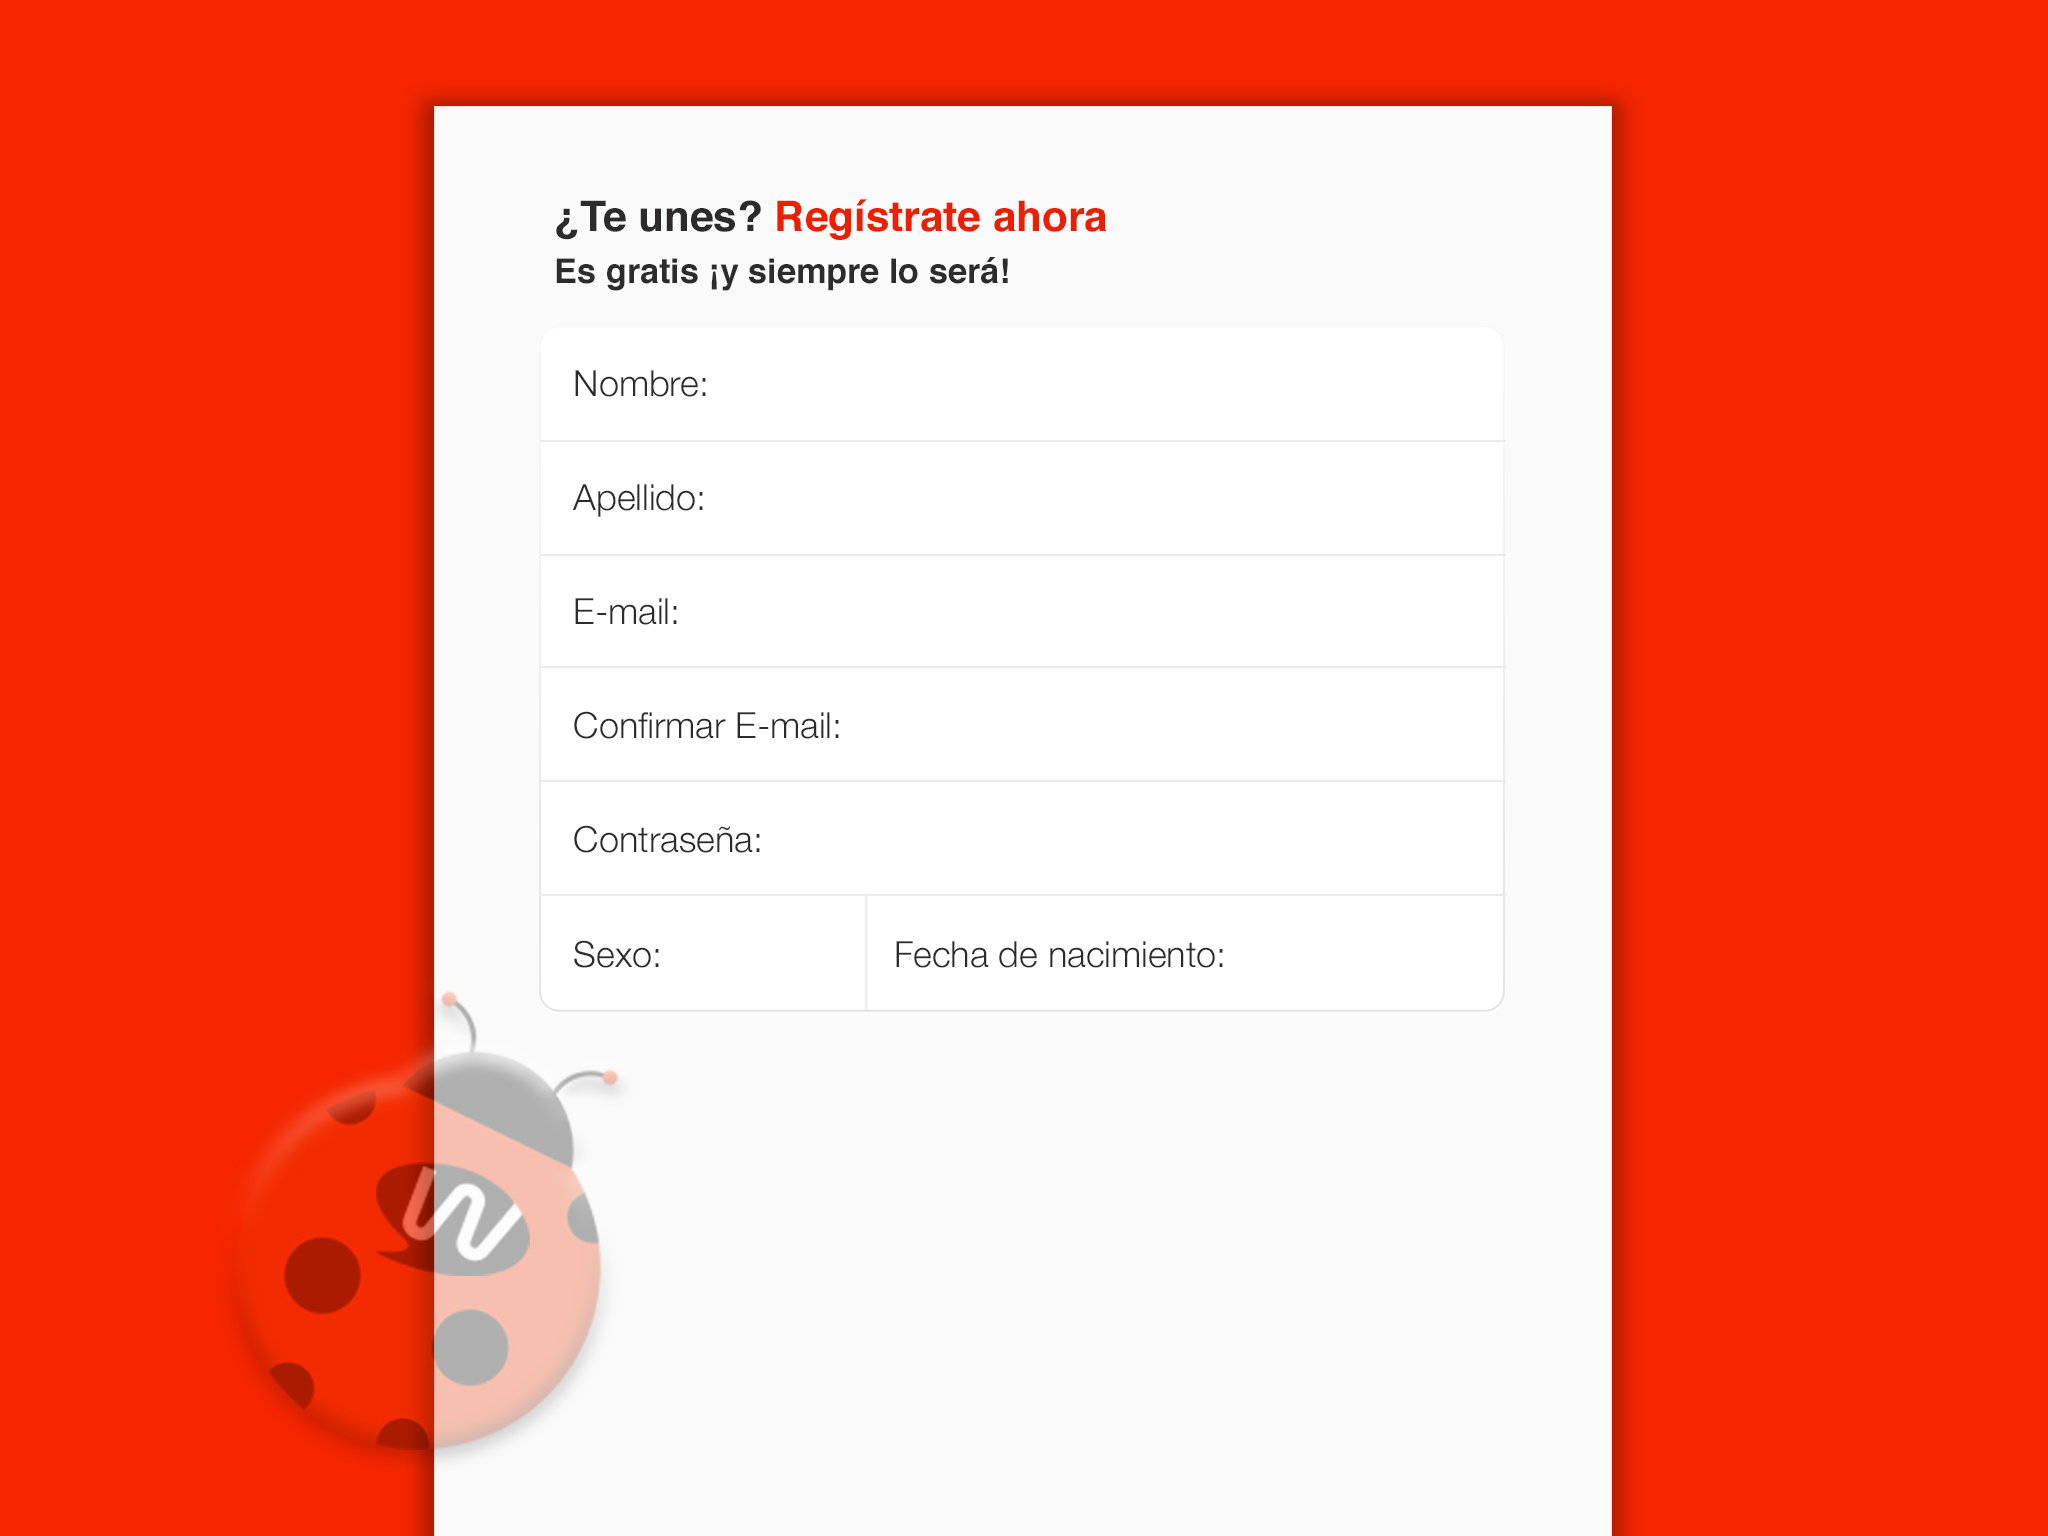 ¿Te unes? Regístrate ahora
Es gratis ¡y siempre lo será!
Nombre:
Apellido:
E-mail:
Confirmar E-mail:
Contraseña:
Sexo: Fecha de nacimiento:
W